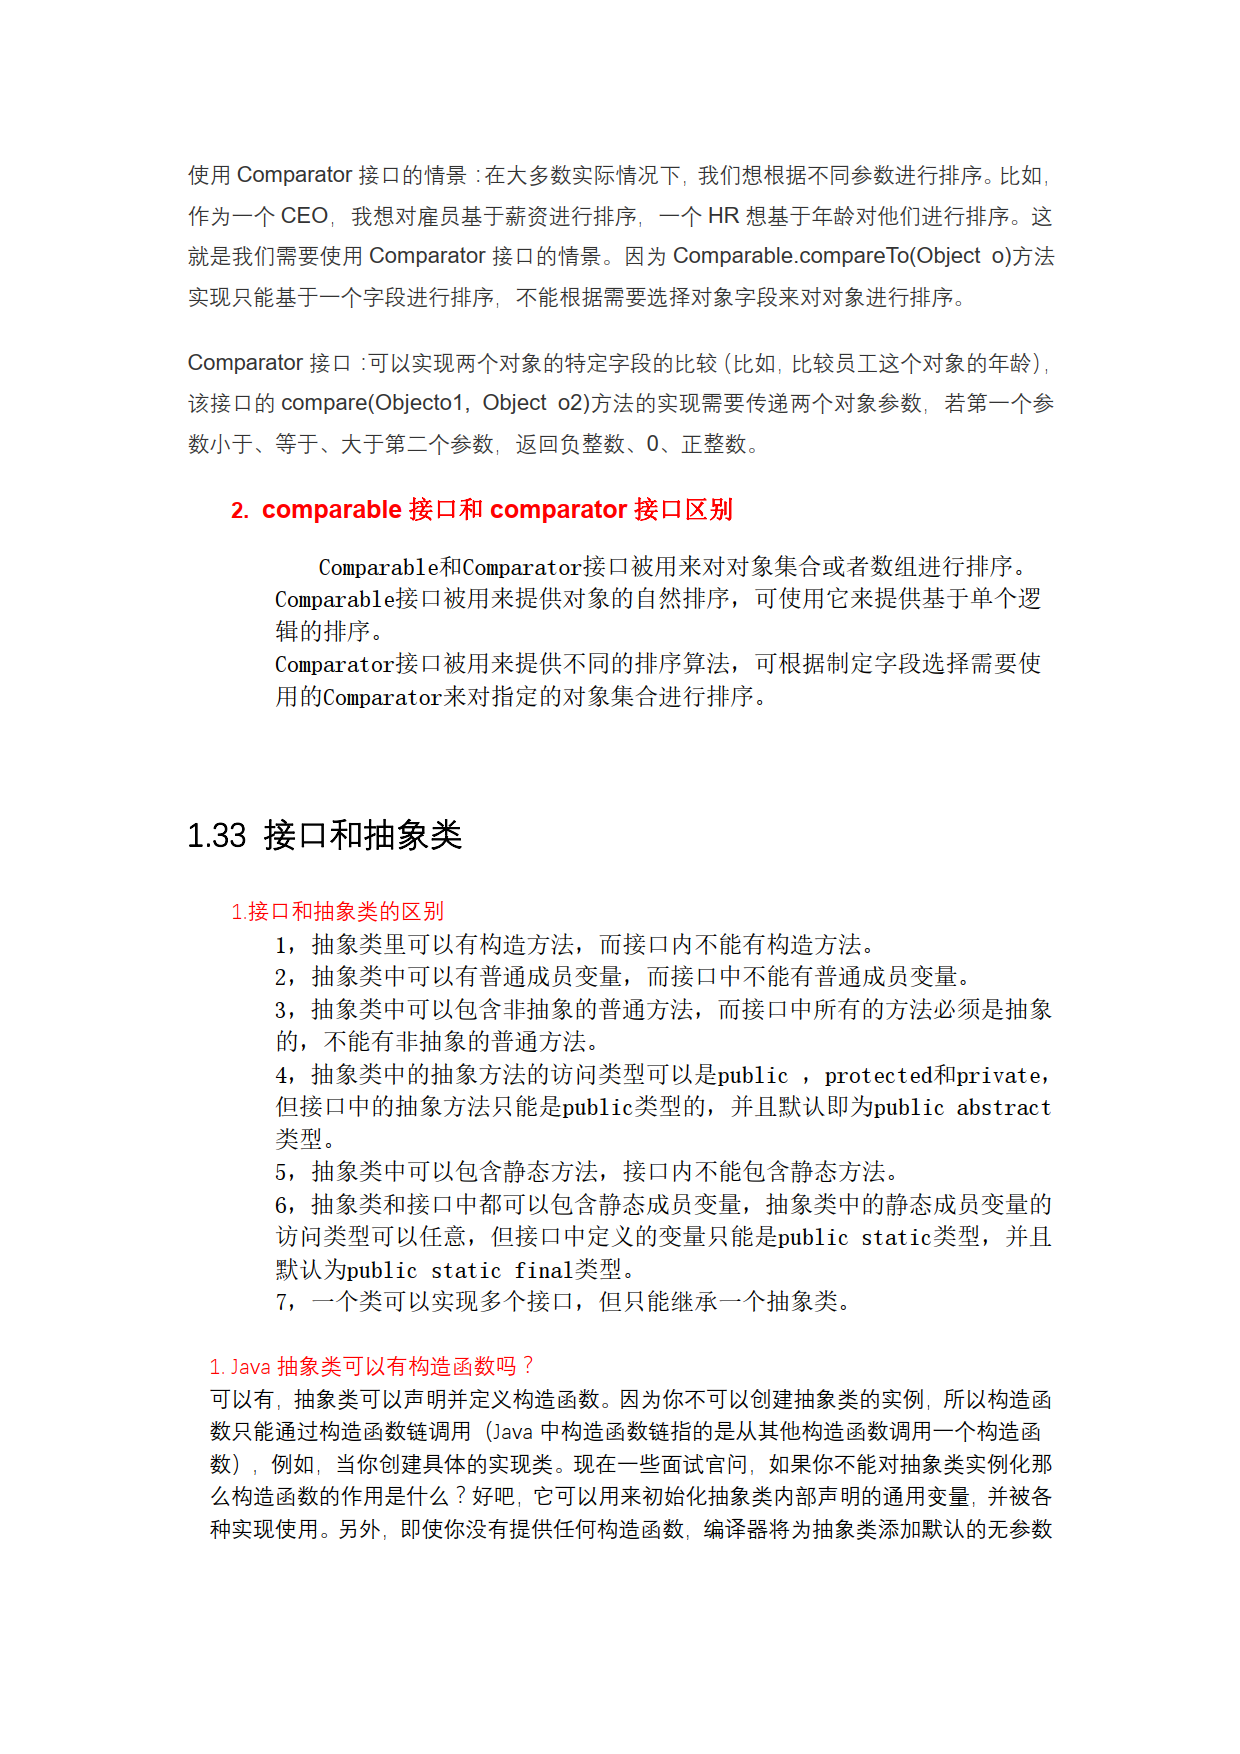 使用 Comparator 接口的情景：在大多数实际情况下，我们想根据不同参数进行排序。比如，
作为一个 CEO，我想对雇员基于薪资进行排序，一个 HR 想基于年龄对他们进行排序。这
就是我们需要使用 Comparator 接口的情景。因为 Comparable.compareTo(Object o)方法
实现只能基于一个字段进行排序，不能根据需要选择对象字段来对对象进行排序。
Comparator 接口：可以实现两个对象的特定字段的比较（比如，比较员工这个对象的年龄），
该接口的 compare(Objecto1, Object o2)方法的实现需要传递两个对象参数，若第一个参
数小于、等于、大于第二个参数，返回负整数、0、正整数。
2. comparable 接口和 comparator 接口区别
Comparable和Comparator接口被用来对对象集合或者数组进行排序。
Comparable接口被用来提供对象的自然排序，可使用它来提供基于单个逻
辑的排序。
Comparator接口被用来提供不同的排序算法，可根据制定字段选择需要使
用的Comparator来对指定的对象集合进行排序。
1.33 接口和抽象类
1.接口和抽象类的区别
1，抽象类里可以有构造方法，而接口内不能有构造方法。
2，抽象类中可以有普通成员变量，而接口中不能有普通成员变量。
3，抽象类中可以包含非抽象的普通方法，而接口中所有的方法必须是抽象
的，不能有非抽象的普通方法。
4，抽象类中的抽象方法的访问类型可以是public ，protected和private，
但接口中的抽象方法只能是public类型的，并且默认即为public abstract
类型。
5，抽象类中可以包含静态方法，接口内不能包含静态方法。
6，抽象类和接口中都可以包含静态成员变量，抽象类中的静态成员变量的
访问类型可以任意，但接口中定义的变量只能是public static类型，并且
默认为public static final类型。
7，一个类可以实现多个接口，但只能继承一个抽象类。
1. Java 抽象类可以有构造函数吗？
可以有，抽象类可以声明并定义构造函数。因为你不可以创建抽象类的实例，所以构造函
数只能通过构造函数链调用（Java 中构造函数链指的是从其他构造函数调用一个构造函
数），例如，当你创建具体的实现类。现在一些面试官问，如果你不能对抽象类实例化那
么构造函数的作用是什么？好吧，它可以用来初始化抽象类内部声明的通用变量，并被各
种实现使用。另外，即使你没有提供任何构造函数，编译器将为抽象类添加默认的无参数